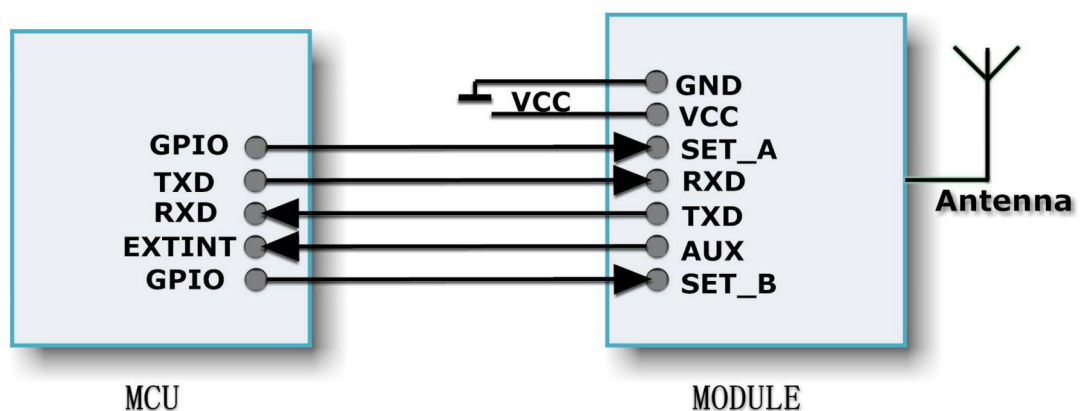 GPIO
TXD
RXD
EXTINT
GPIO
MCU
VCC
GND
VCC
SET_A
RXD
TXD
AUX
SET_B
MODULE
Antenna